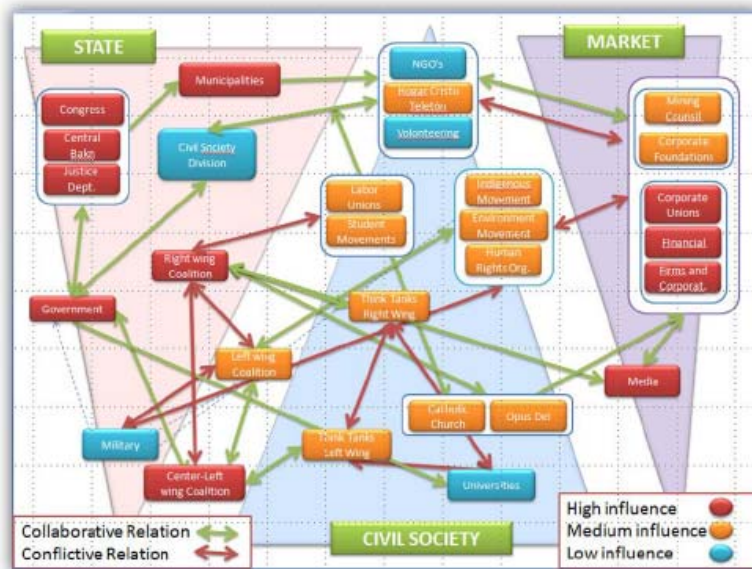 STATE
MARKET
Municipalities
NGO's
Hogar Cristo
Teletón
Volunteering
Congress
Central
Bakn
Justice
Dept.
Civil Society
Division
Mining
Counsil
Corporate
Foundations
Labor
Unions
Student
Movements
Indigenous
Movement
Environment
Movement
Human
Rights Org.
Corporate
Unions
Financial
Firms and
Corporat.
Right wing
Coalition
Government
Think Tanks
Right Wing
Left wing
Coalition
Media
Catholic
Church
Opus Dei
Military
Think Tanks
Left Wing
Center-Left
wing Coalition
Universities
Collaborative Relation
Conflictive Relation
CIVIL SOCIETY
High influence
Medium influence
Low influence